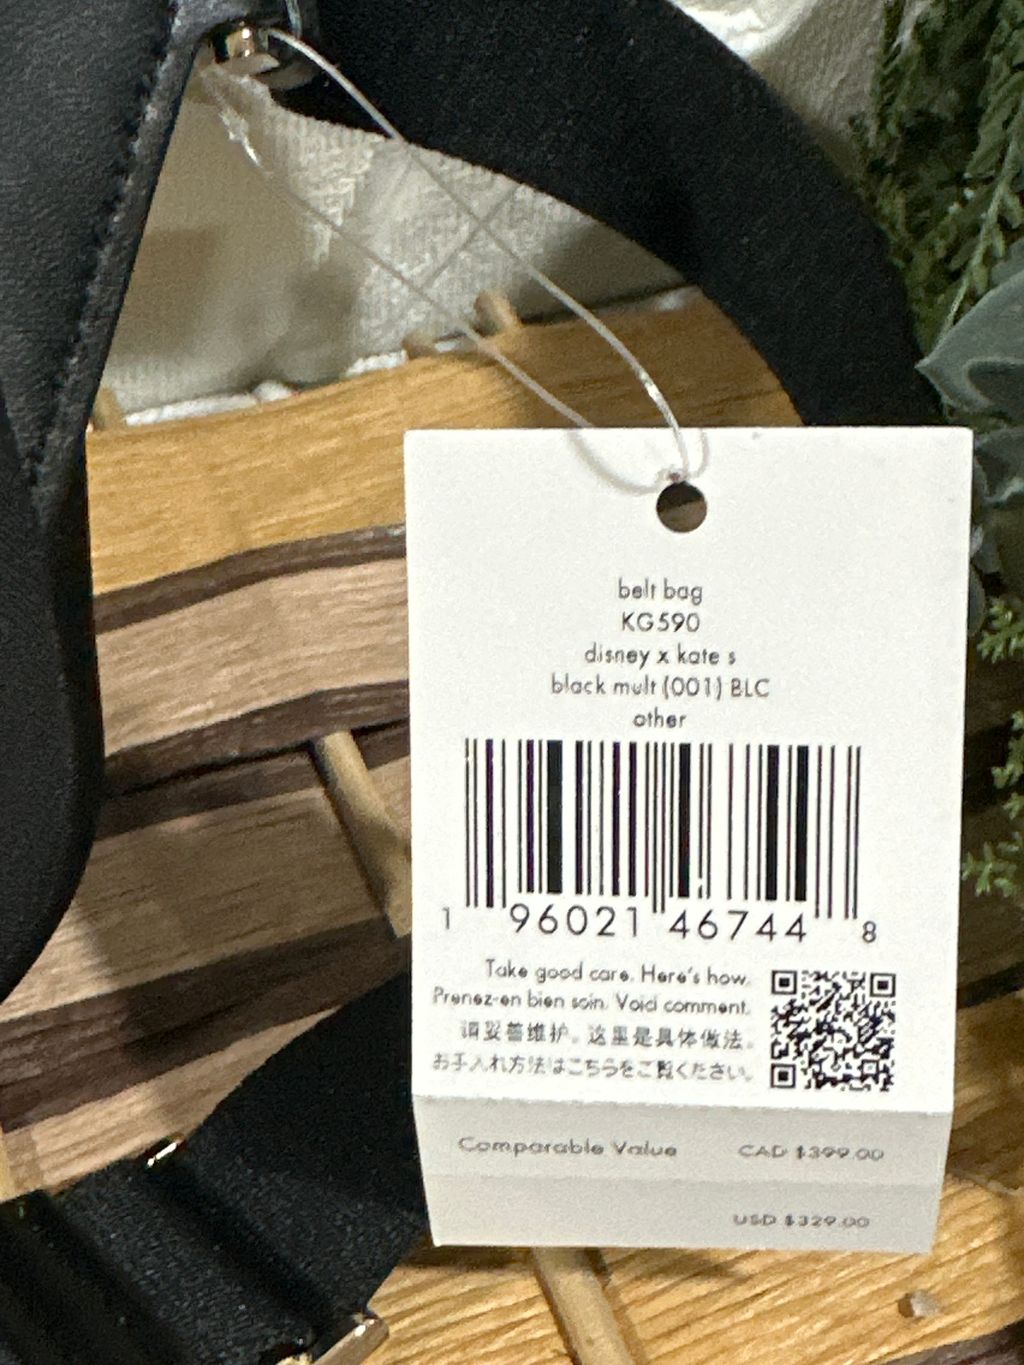 belt bag
KG590
disney x kate s
black mult (001) BLC
other
1 96021 46744 8
Take good care. Here's how.
Prenez-en bien soin. Voici comment.
请妥善维护。这里是具体做法。
お手入れ方法はこちらをご覧ください。
Comparable Value CAD $399.00
USD $329.00